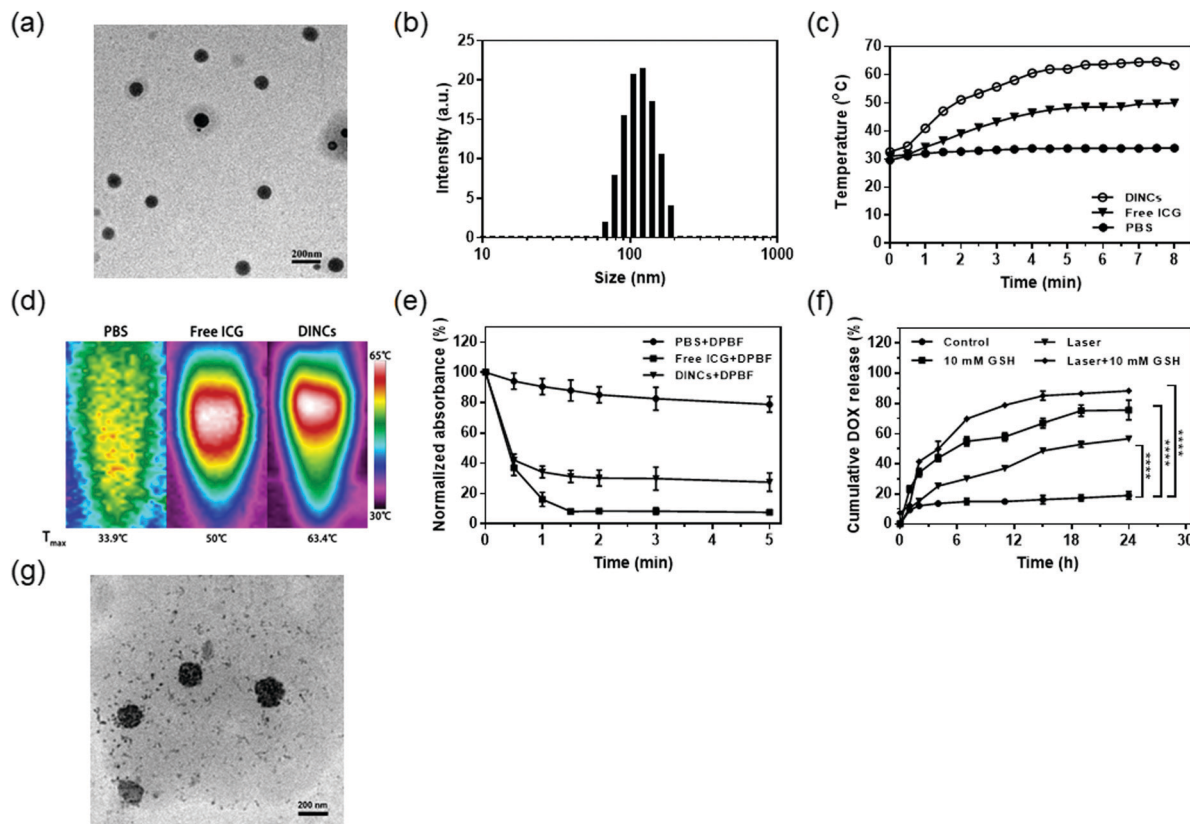 (a)
200nm
(b)
Intensity (a.u.)
25
20
15
10
5
0
10
100
1000
Size (nm)
(c)
Temperature (°C)
70
60
50
40
30
20
10
0
DINCs
Free ICG
PBS
0 1 2 3 4 5 6 7 8
Time (min)
(d)
PBS Free ICG DINCs
65℃
30℃
Tmax 33.9℃ 50℃ 63.4℃
(e)
Normalized absorbance (%)
120
100
80
60
40
20
0
PBS+DPBF
Free ICG+DPBF
DINCs+DPBF
0 1 2 3 4 5
Time (min)
(f)
Cumulative DOX release (%)
120
100
80
60
40
20
0
Control Laser
10 mM GSH Laser+10 mM GSH
****
****
****
0 6 12 18 24 30
Time (h)
(g)
200 nm